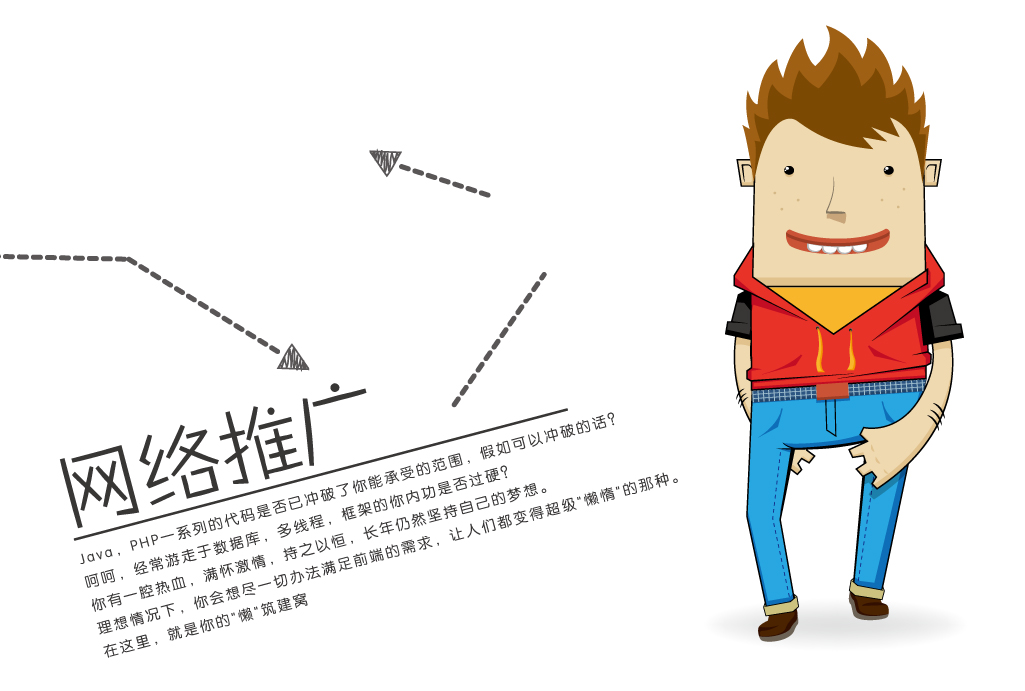 网络推广
Java，PHP一系列的代码是否已冲破了你能承受的范围，假如可以冲破的话？
呵呵，经常游走于数据库，多线程，框架的你内功是否过硬？
你有一腔热血，满怀激情，持之以恒，长年仍然坚持自己的梦想。
理想情况下，你会想尽一切办法满足前端的需求，让人们都变得超级"懒惰"的那种。
在这里，就是你的"懒"筑建窝